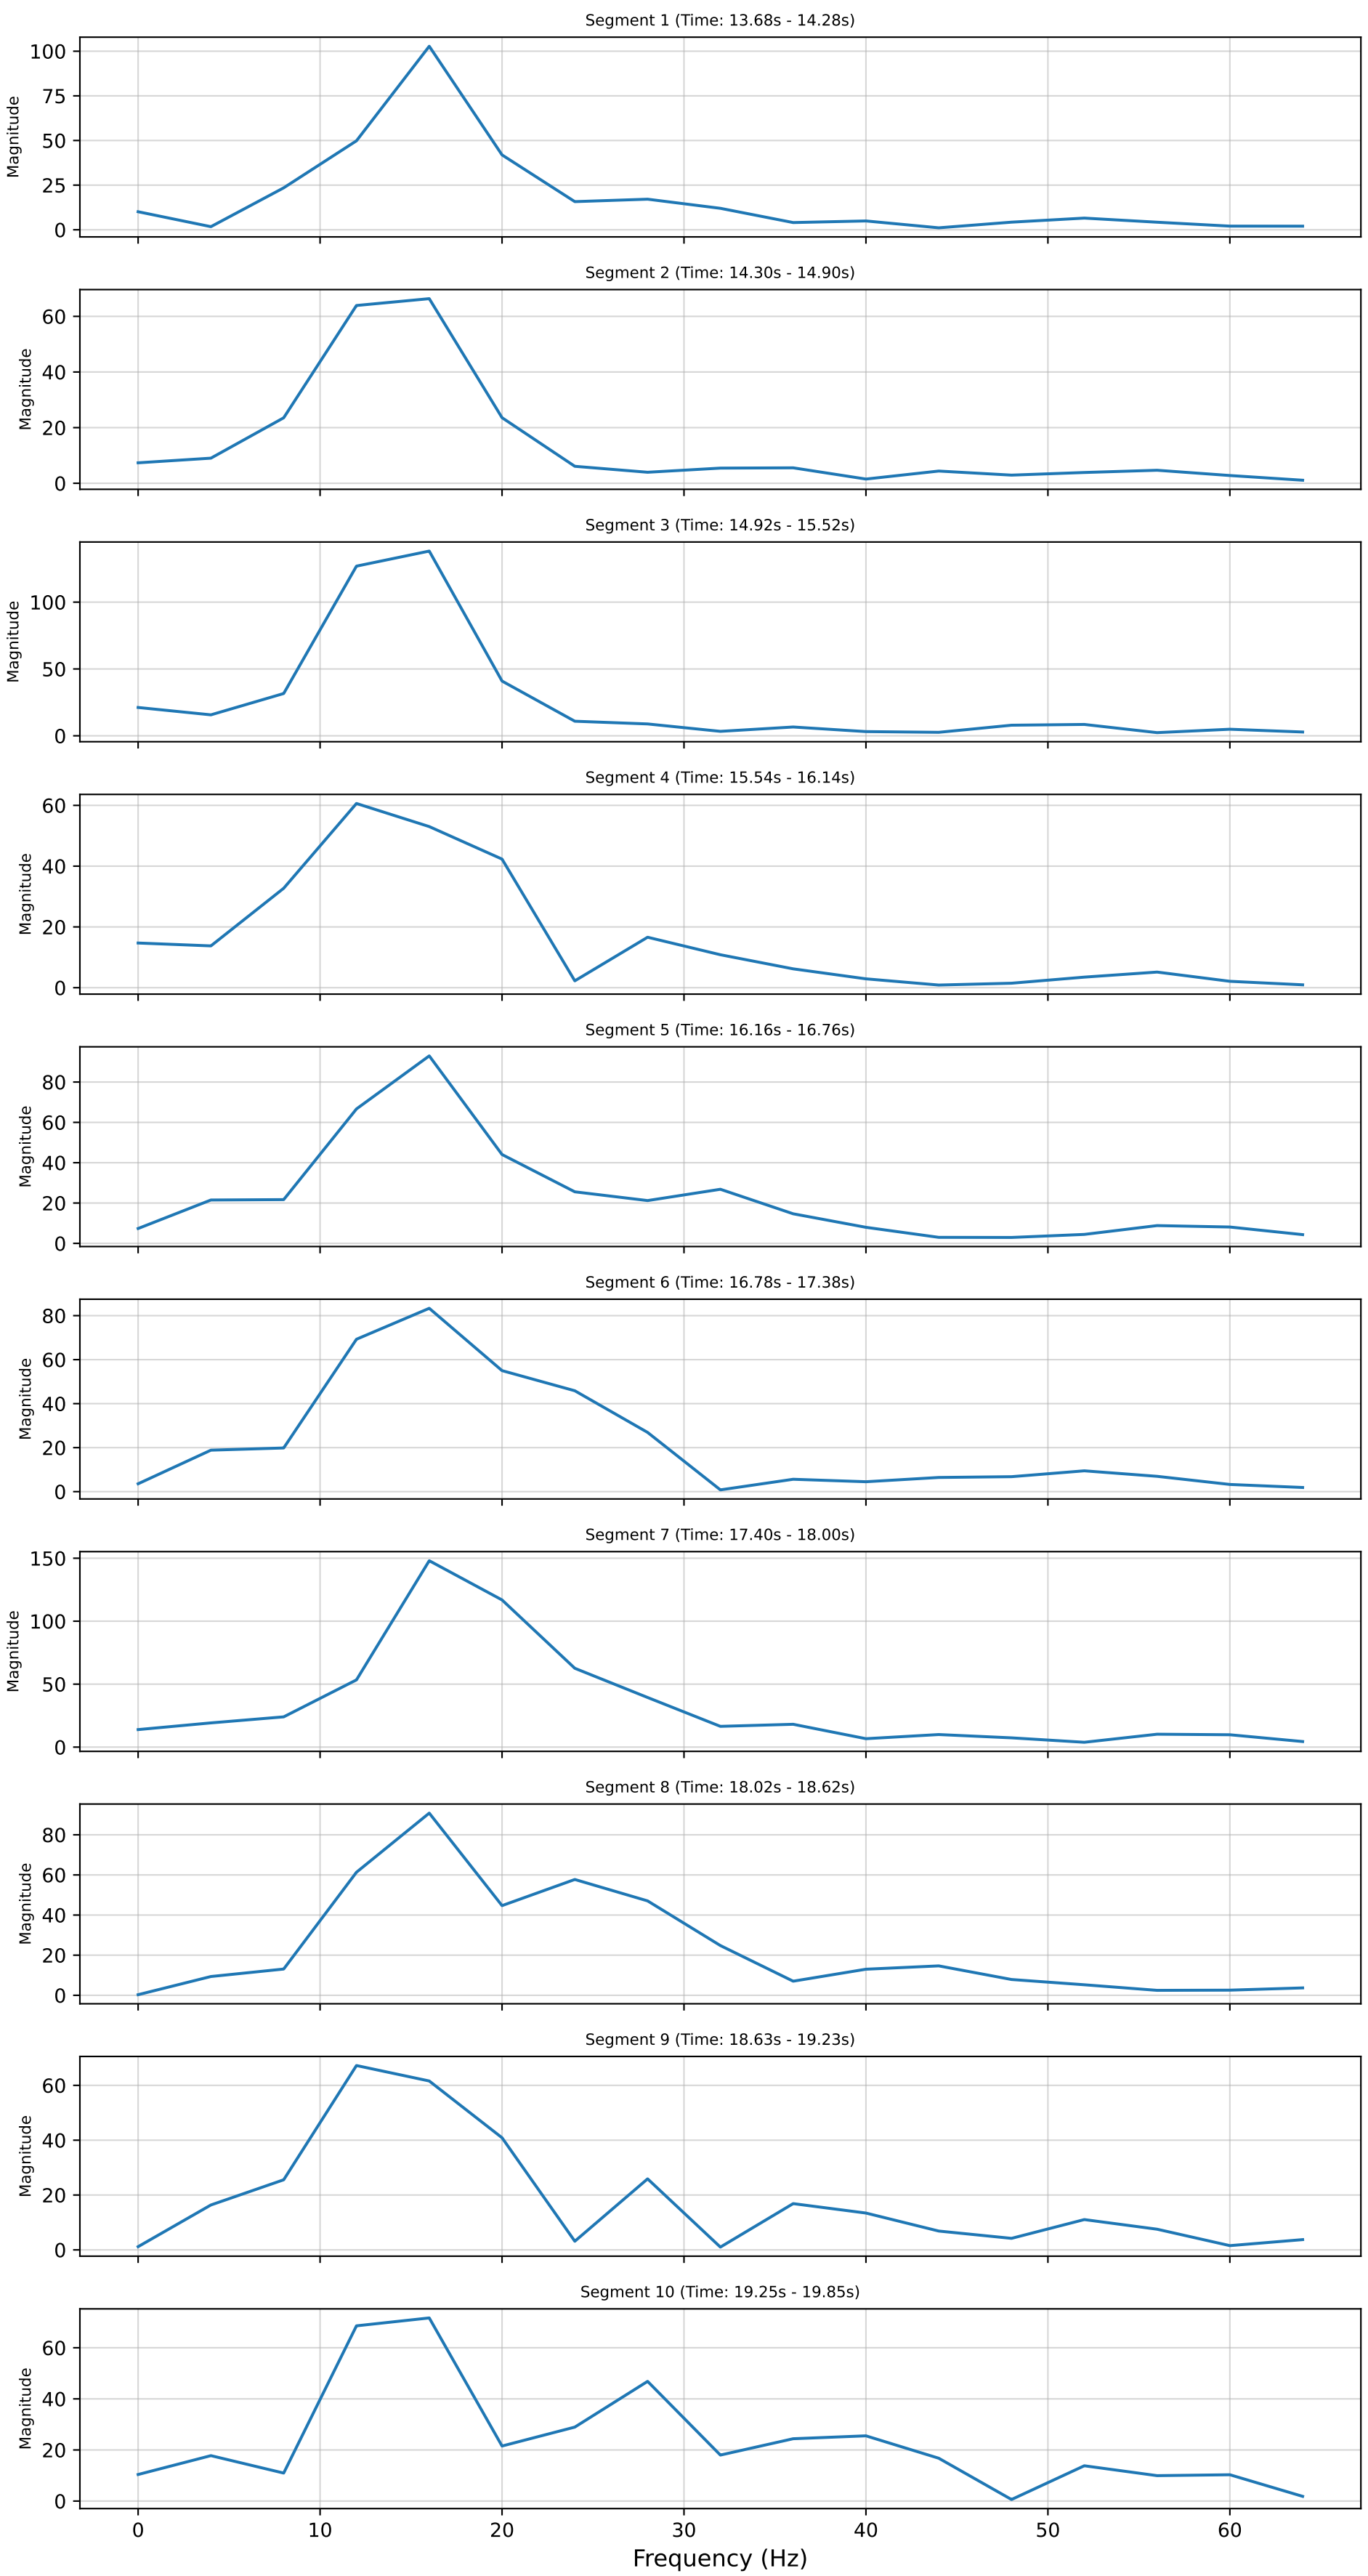 Segment 1 (Time: 13.68s - 14.28s)
100
75
50
25
0
Magnitude
Segment 2 (Time: 14.30s - 14.90s)
60
40
20
0
Magnitude
Segment 3 (Time: 14.92s - 15.52s)
100
50
0
Magnitude
Segment 4 (Time: 15.54s - 16.14s)
60
40
20
0
Magnitude
Segment 5 (Time: 16.16s - 16.76s)
80
60
40
20
0
Magnitude
Segment 6 (Time: 16.78s - 17.38s)
80
60
40
20
0
Magnitude
Segment 7 (Time: 17.40s - 18.00s)
150
100
50
0
Magnitude
Segment 8 (Time: 18.02s - 18.62s)
80
60
40
20
0
Magnitude
Segment 9 (Time: 18.63s - 19.23s)
60
40
20
0
Magnitude
Segment 10 (Time: 19.25s - 19.85s)
60
40
20
0
Magnitude
0 10 20 30 40 50 60
Frequency (Hz)